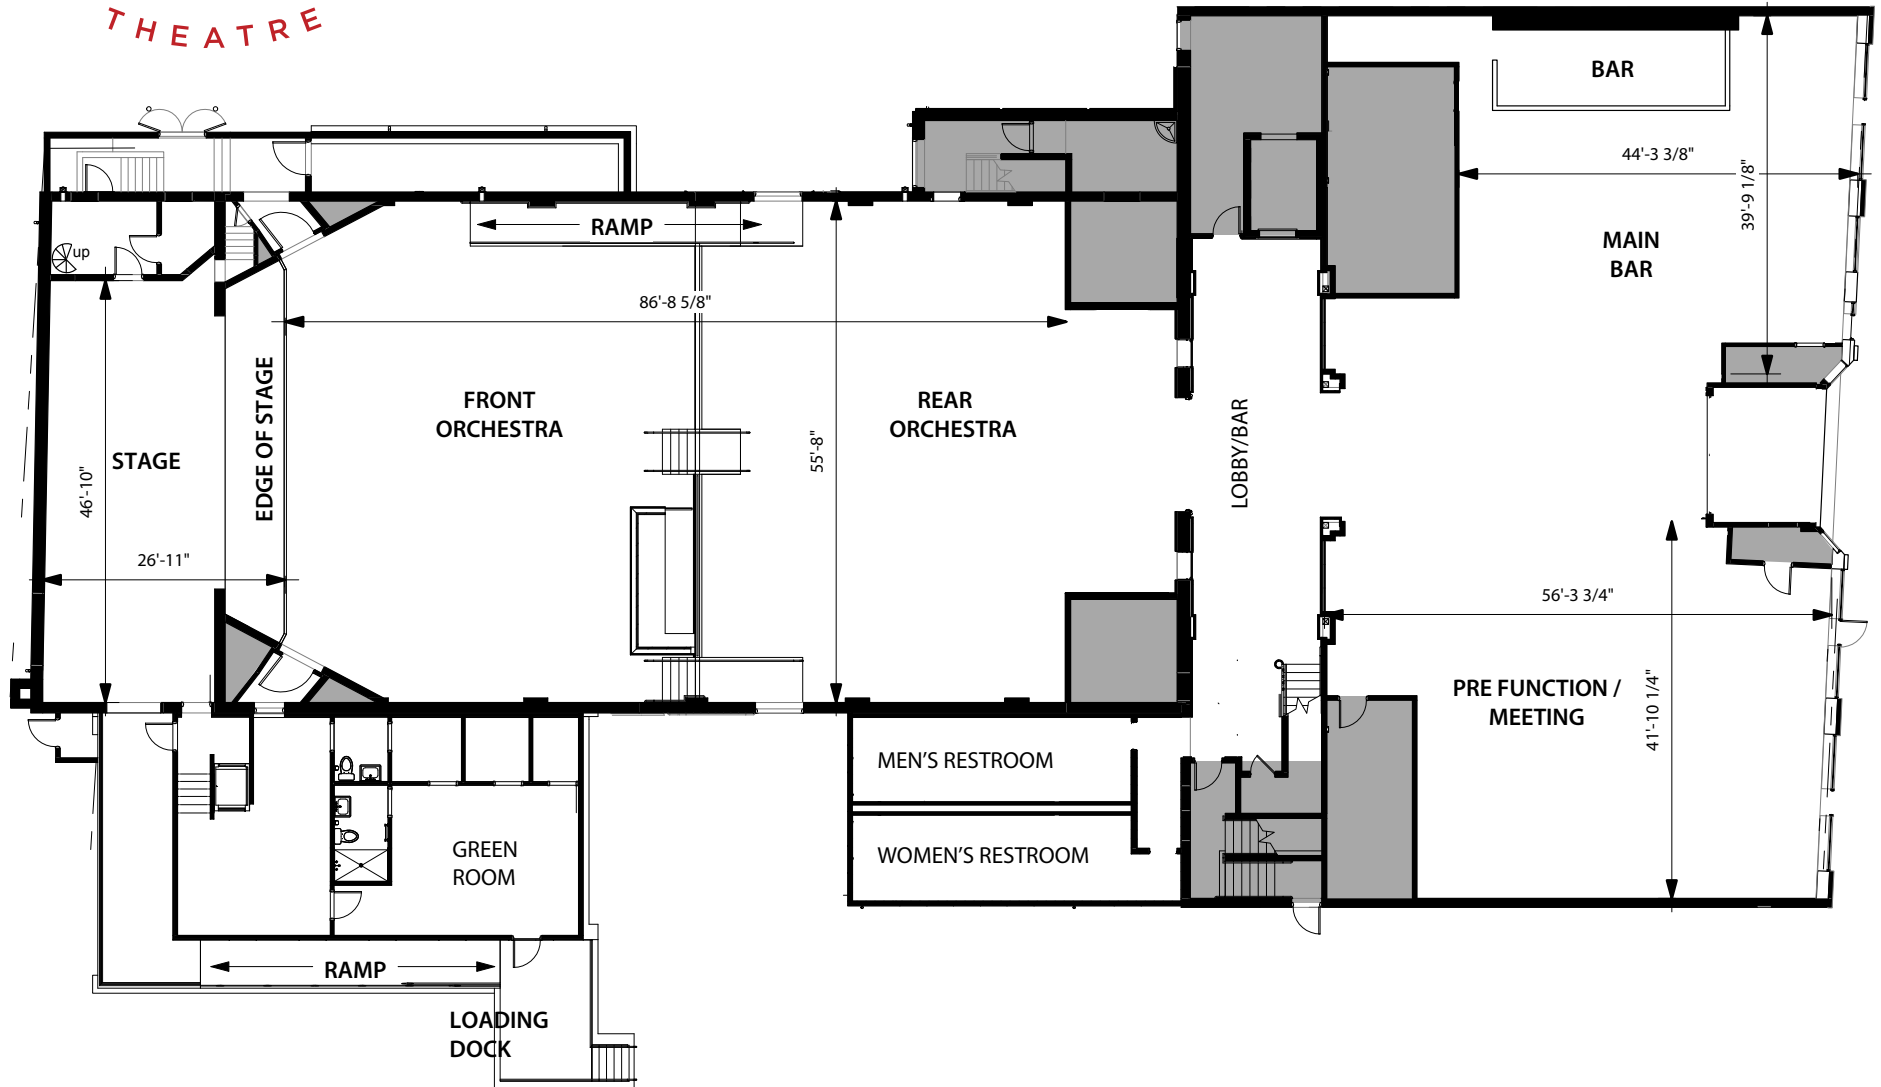 THEATRE
BAR
44'-3 3/8"
39'-9 1/8"
RAMP
up
MAIN
BAR
86'-8 5/8"
EDGE OF STAGE
FRONT
ORCHESTRA
REAR
ORCHESTRA
STAGE
46'-10"
55'-8"
LOBBY/BAR
26'-11"
56'-3 3/4"
PRE FUNCTION /
MEETING
41'-10 1/4"
MEN'S RESTROOM
GREEN
ROOM
WOMEN'S RESTROOM
RAMP
LOADING
DOCK